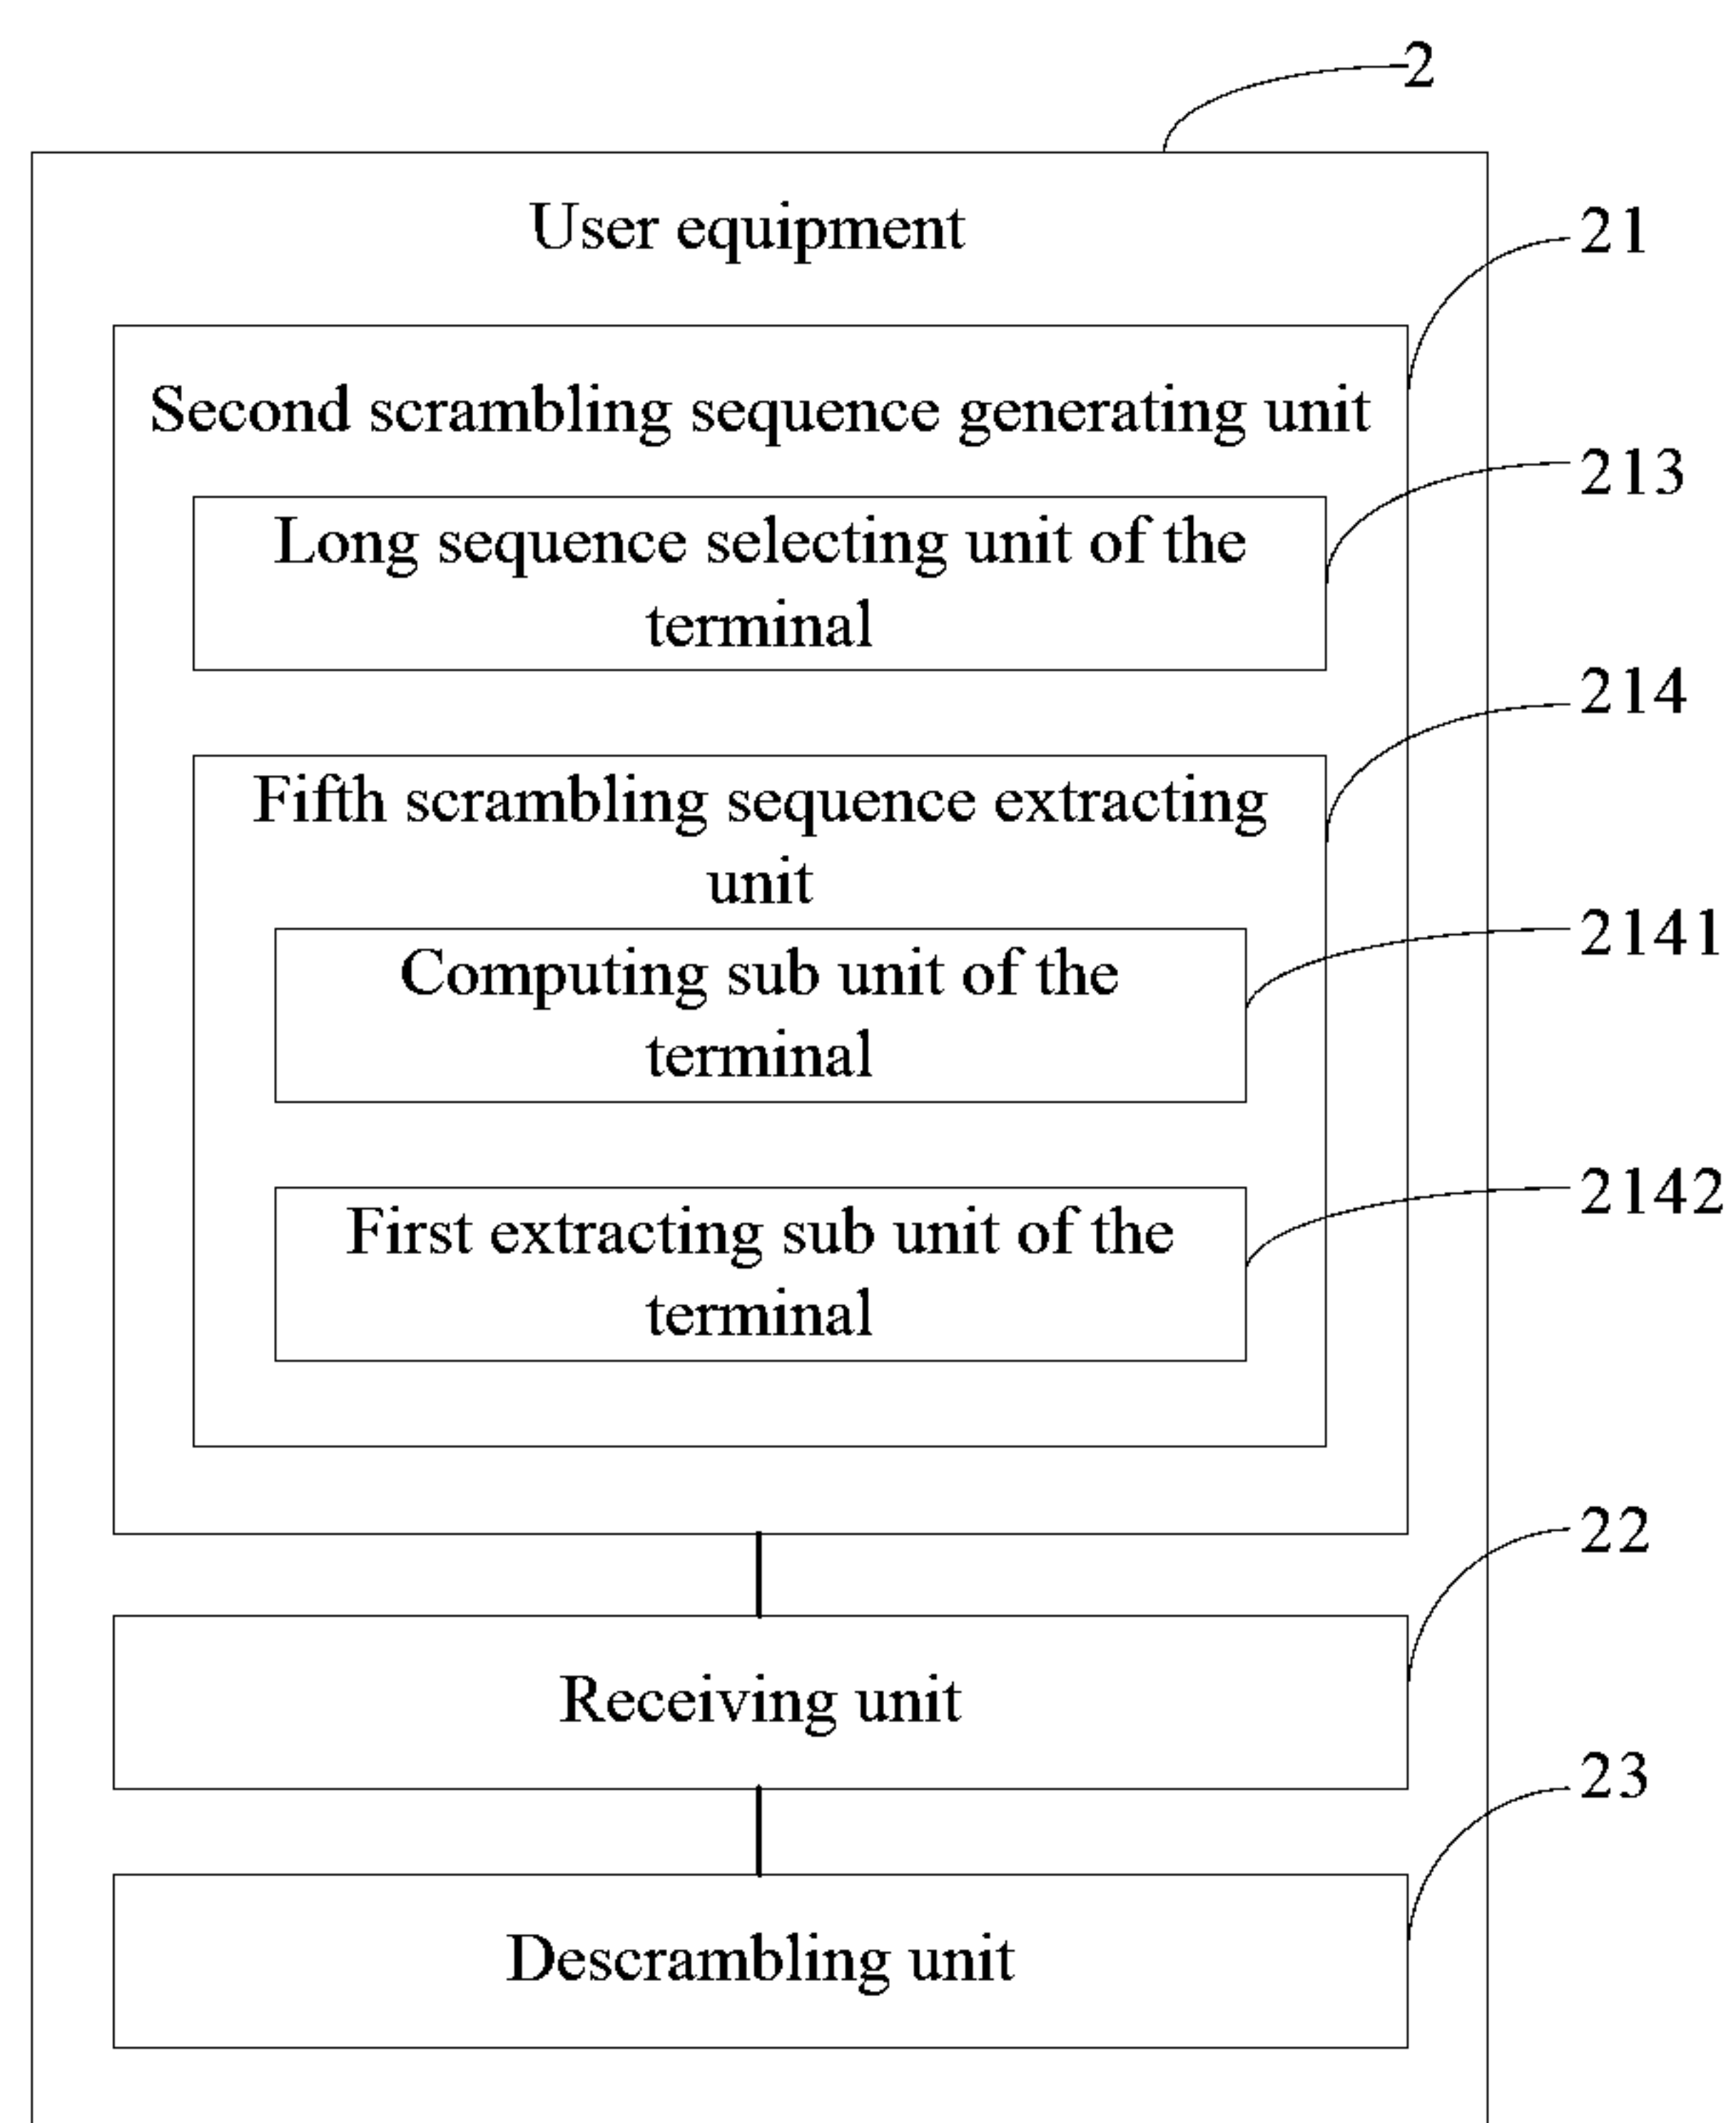 2
User equipment
21
Second scrambling sequence generating unit
213
Long sequence selecting unit of the
terminal
214
Fifth scrambling sequence extracting
unit
2141
Computing sub unit of the
terminal
2142
First extracting sub unit of the
terminal
22
Receiving unit
23
Descrambling unit